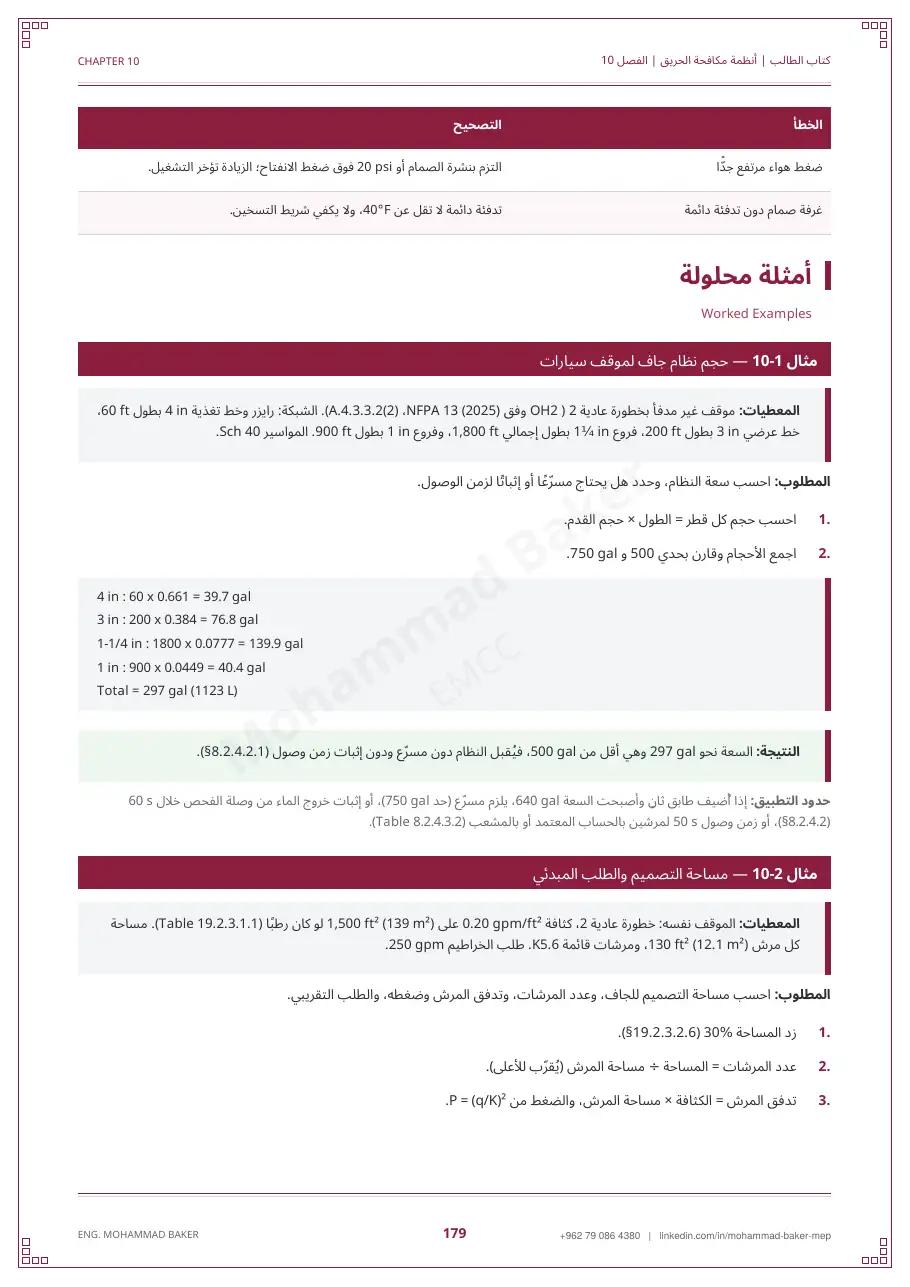 كتاب الطالب | أنظمة مكافحة الحريق | الفصل 10
CHAPTER 10
الخطأ التصحيح
ضغط هواء مرتفع جدًّا التزم بنشرة الصمام أو 20 psi فوق ضغط الانفتاح؛ الزيادة تؤخر التشغيل.
غرفة صمام دون تدفئة دائمة تدفئة دائمة لا تقل عن 40°F، ولا يكفي شريط التسخين.
أمثلة محلولة
Worked Examples
مثال 1-10 — حجم نظام جاف لموقف سيارات
المعطيات: موقف غير مدفأ بخطورة عادية 2 ( OH2 وفق NFPA 13 (2025)، A.4.3.3.2(2)). الشبكة: رايزر وخط تغذية 4 in بطول 60 ft،
خط عرضي 3 in بطول 200 ft، فروع 1¼ in بطول إجمالي 1,800 ft، وفروع 1 in بطول 900 ft. المواسير Sch 40.
المطلوب: احسب سعة النظام، وحدد هل يحتاج مسرّعًا أو إثباتًا لزمن الوصول.
1. احسب حجم كل قطر = الطول × حجم القدم.
2. اجمع الأحجام وقارن بحدي 500 و 750 gal.
4 in : 60 x 0.661 = 39.7 gal
3 in : 200 x 0.384 = 76.8 gal
1-1/4 in : 1800 x 0.0777 = 139.9 gal
1 in : 900 x 0.0449 = 40.4 gal
Total = 297 gal (1123 L)
النتيجة: السعة نحو 297 gal وهي أقل من 500 gal، فيُقبل النظام دون مسرّع ودون إثبات زمن وصول (§8.2.4.2.1).
حدود التطبيق: إذا أُضيف طابق ثانٍ وأصبحت السعة 640 gal، يلزم مسرّع (حد 750 gal)، أو إثبات خروج الماء من وصلة الفحص خلال 60 s
(§8.2.4.2)، أو زمن وصول 50 s لمرشين بالحساب المعتمد أو بالمشعب (Table 8.2.4.3.2).
مثال 2-10 — مساحة التصميم والطلب المبدئي
المعطيات: الموقف نفسه: خطورة عادية 2، كثافة 0.20 gpm/ft² على 1,500 ft² (139 m²) لو كان رطبًا (Table 19.2.3.1.1). مساحة
كل مرش 130 ft² (12.1 m²)، ومرشات قائمة K5.6. طلب الخراطيم 250 gpm.
المطلوب: احسب مساحة التصميم للجاف، وعدد المرشات، وتدفق المرش وضغطه، والطلب التقريبي.
1. زد المساحة 30% (§19.2.3.2.6).
2. عدد المرشات = المساحة ÷ مساحة المرش (يُقرّب للأعلى).
3. تدفق المرش = الكثافة × مساحة المرش، والضغط من P = (q/K)².
Mohammad Baker
EMCC
ENG. MOHAMMAD BAKER
179
+962 79 086 4380 | linkedin.com/in/mohammad-baker-mep